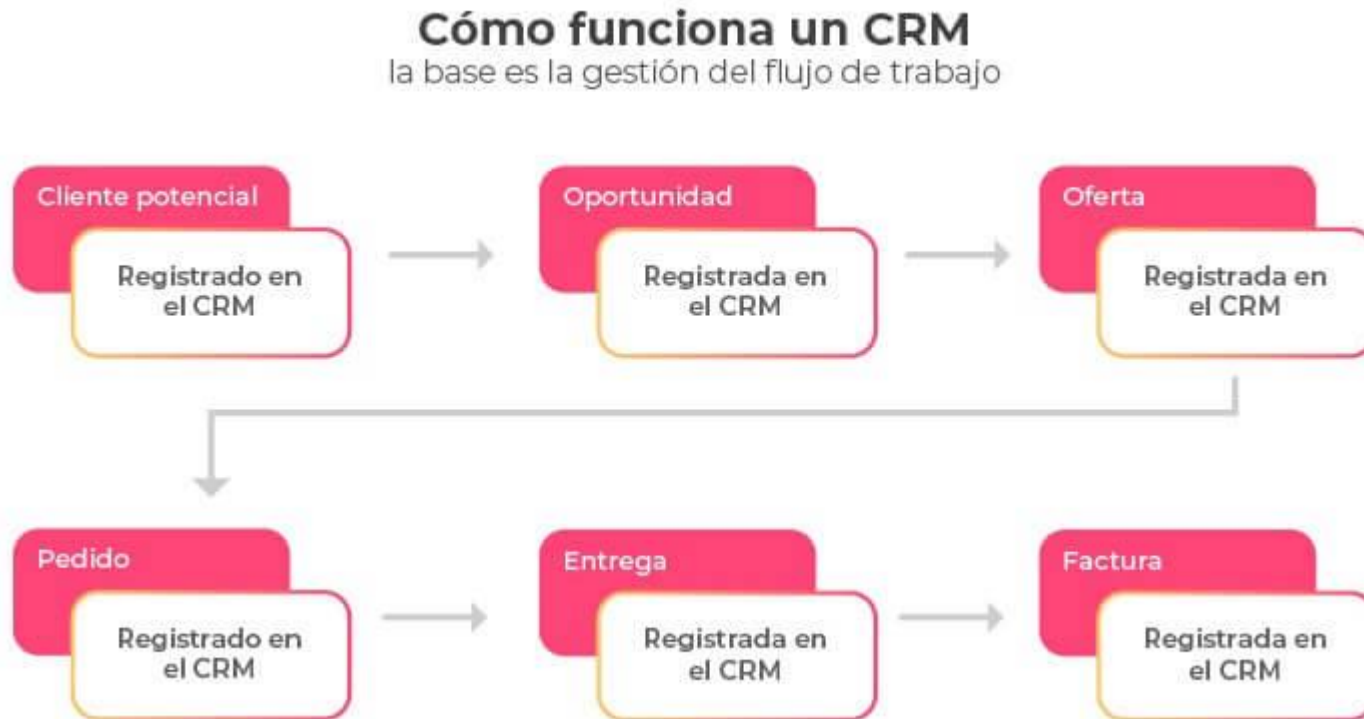 Cómo funciona un CRM
la base es la gestión del flujo de trabajo
Cliente potencial
Registrado en
el CRM
Oportunidad
Registrada en
el CRM
Oferta
Registrada en
el CRM
Pedido
Registrado en
el CRM
Entrega
Registrada en
el CRM
Factura
Registrada en
el CRM